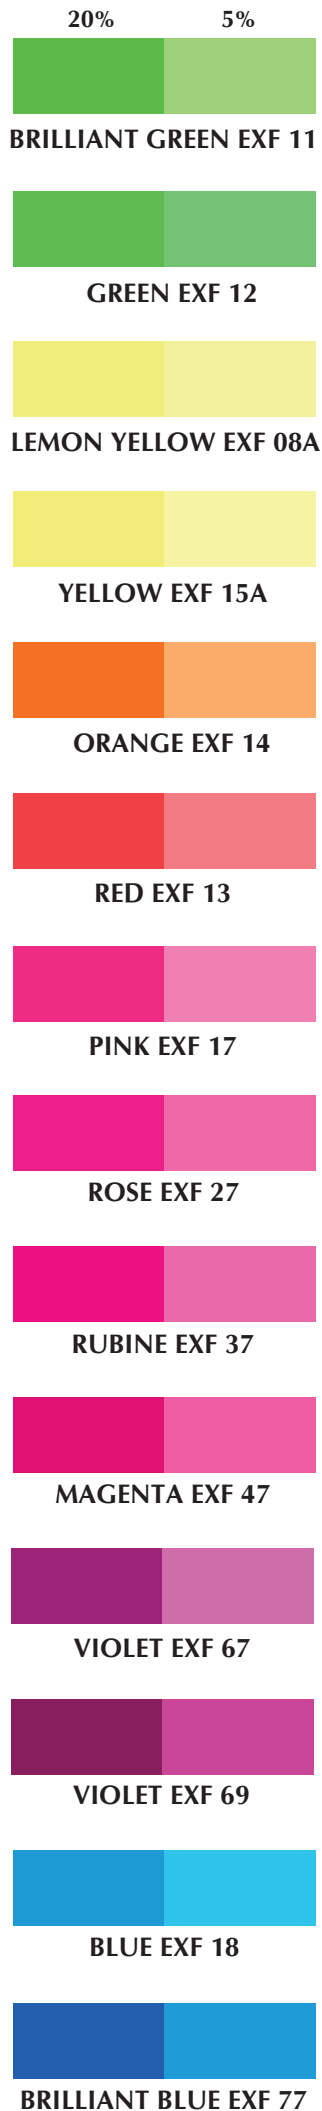 20% 5%
BRILLIANT GREEN EXF 11
GREEN EXF 12
LEMON YELLOW EXF 08A
YELLOW EXF 15A
ORANGE EXF 14
RED EXF 13
PINK EXF 17
ROSE EXF 27
RUBINE EXF 37
MAGENTA EXF 47
VIOLET EXF 67
VIOLET EXF 69
BLUE EXF 18
BRILLIANT BLUE EXF 77